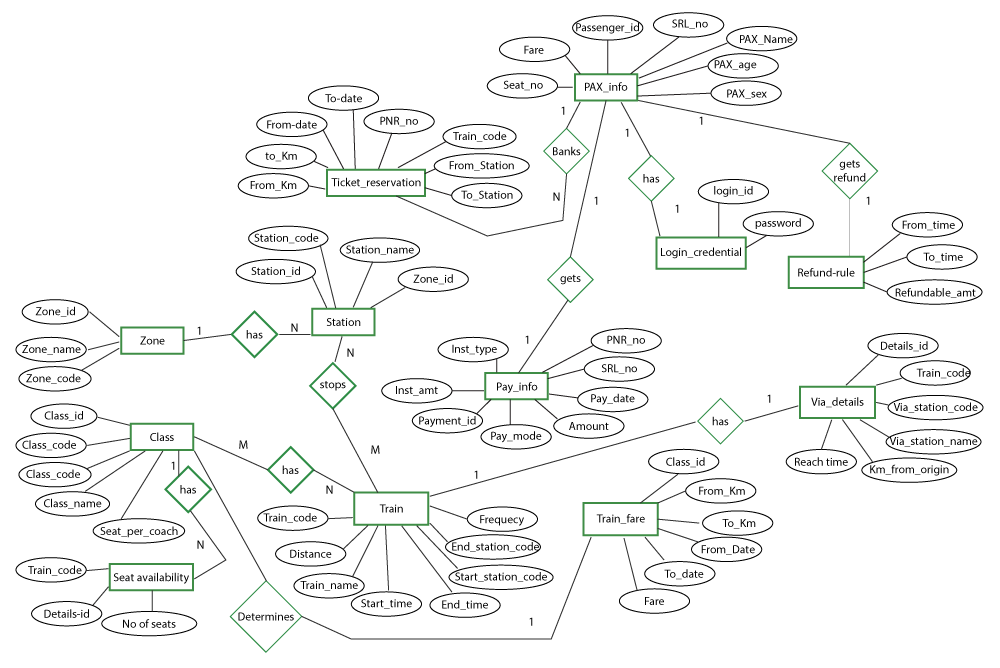 Passenger_id
SRL_no
PAX_Name
Fare
PAX_age
Seat_no
PAX_info
PAX_sex
1
1
1
To-date
PNR_no
From-date
Train_code
Banks
to_Km
From_Station
gets
refund
From_Km
Ticket_reservation
To_Station
has
N
1
1
1
login_id
password
Station_code
Station_name
From_time
Login_credential
To_time
Station_id
Zone_id
gets
Refund-rule
Refundable_amt
Zone_id
Station
Zone
1
has
N
Zone_name
N
Zone_code
stops
1
PNR_no
Inst_type
SRL_no
Details_id
Train_code
Inst_amt
Pay_info
Pay_date
Via_details
1
Via_station_code
Payment_id
Amount
Pay_mode
has
Via_station_name
Class_id
Class
M
M
Class_code
Class_code
Class_name
1
has
has
N
1
Class_id
Reach time
Km_from_origin
From_Km
Seat_per_coach
Train_code
Train
Frequecy
Train_fare
To_Km
N
Distance
End_station_code
From_Date
Train_code
Seat availability
Train_name
Start_station_code
To_date
Details-id
Start_time
End_time
Fare
No of seats
Determines
1